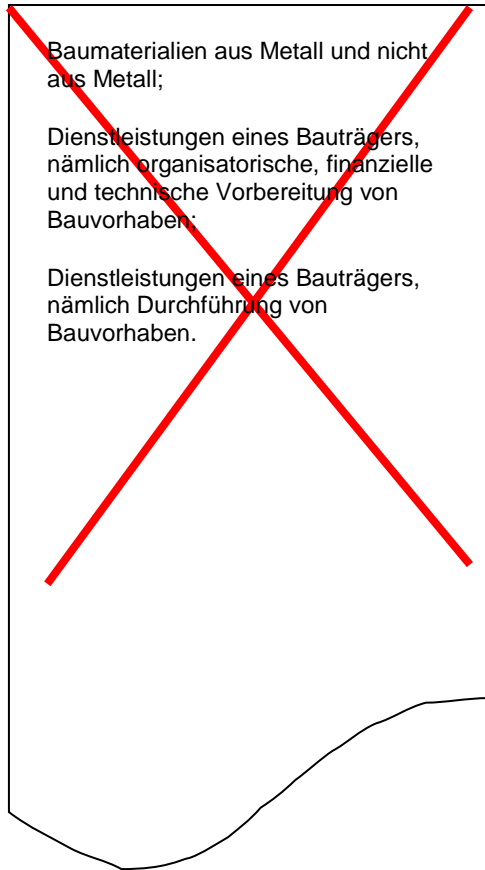 Baumaterialien aus Metall und nicht
aus Metall;
Dienstleistungen eines Bauträgers,
nämlich organisatorische, finanzielle
und technische Vorbereitung von
Bauvorhaben;
Dienstleistungen eines Bauträgers,
nämlich Durchführung von
Bauvorhaben.